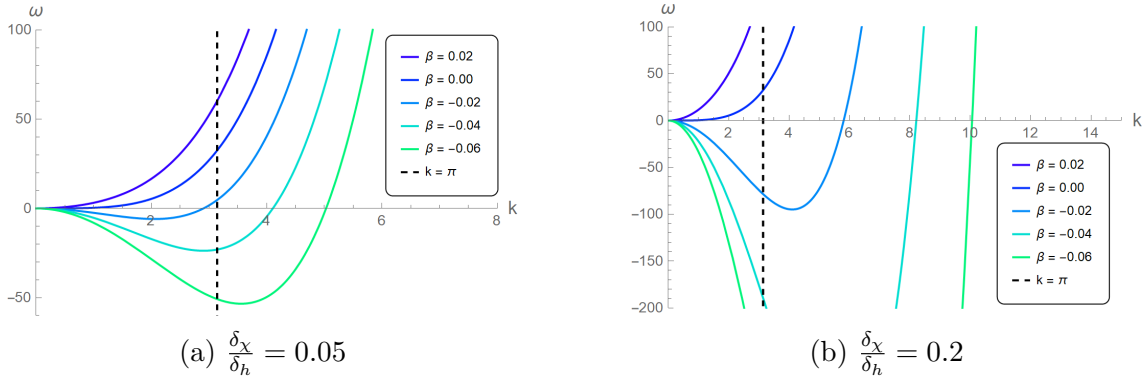 ω
100
50
0
−50
2
4
6
8
k
β = 0.02
β = 0.00
β = −0.02
β = −0.04
β = −0.06
k = π
(a) δχ/δh = 0.05
ω
100
50
0
−50
−100
−150
−200
2
4
6
8
10
12
14
k
β = 0.02
β = 0.00
β = −0.02
β = −0.04
β = −0.06
k = π
(b) δχ/δh = 0.2